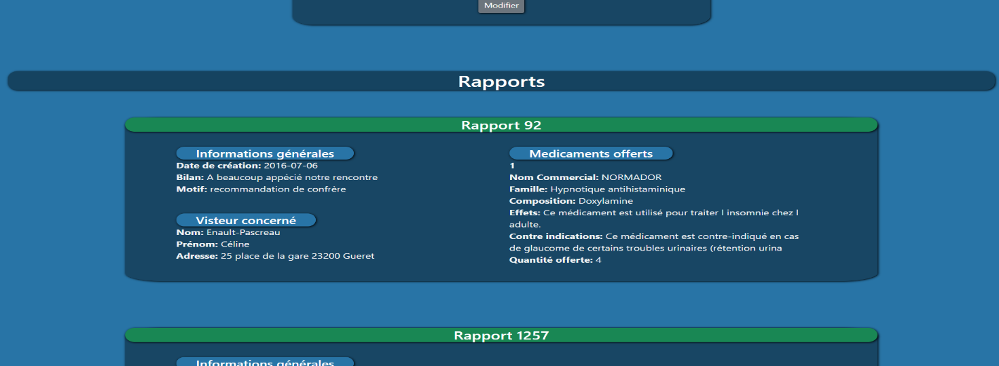 Modifier
Rapports
Rapport 92
Informations générales
Date de création: 2016-07-06
Bilan: A beaucoup appécié notre rencontre
Motif: recommandation de confrère
Visteur concerné
Nom: Enault-Pascreau
Prénom: Céline
Adresse: 25 place de la gare 23200 Gueret
Medicaments offerts
1
Nom Commercial: NORMADOR
Famille: Hypnotique antihistaminique
Composition: Doxylamine
Effets: Ce médicament est utilisé pour traiter l insomnie chez l
adulte.
Contre indications: Ce médicament est contre-indiqué en cas
de glaucome de certains troubles urinaires (rétention urina
Quantité offerte: 4
Rapport 1257
Informations générales